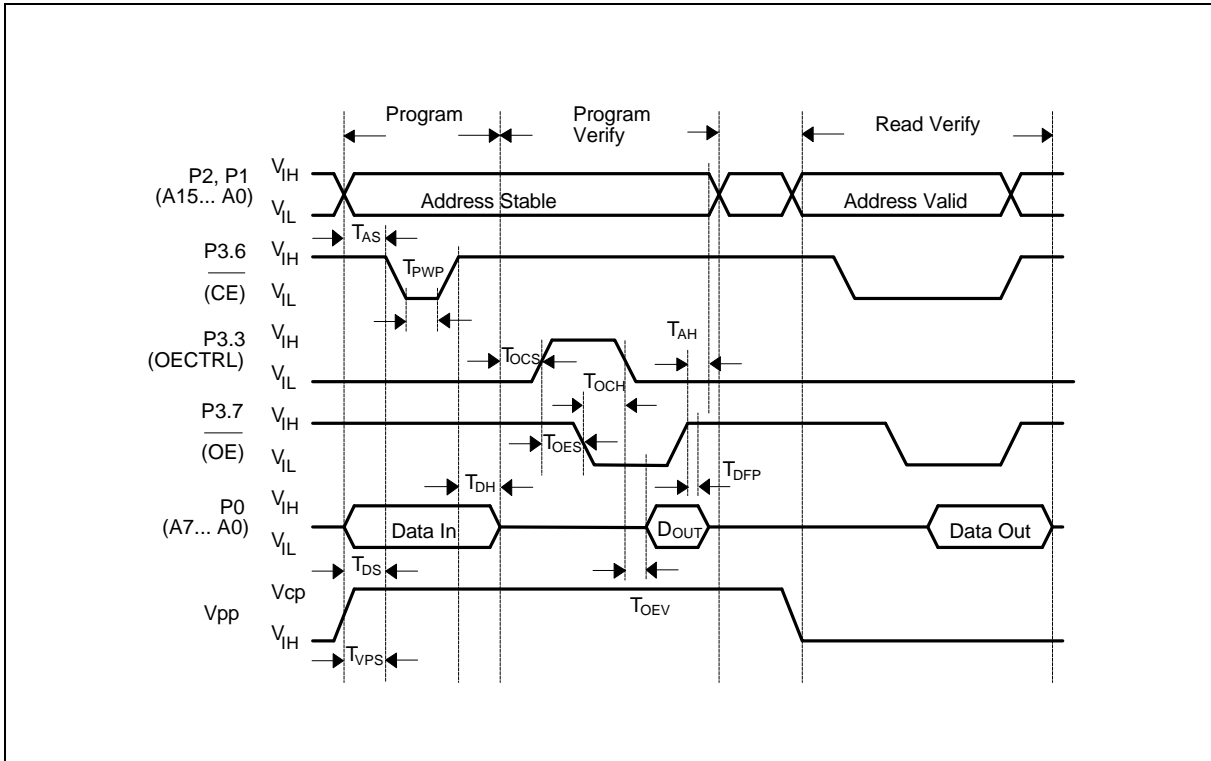 Program
Program
Verify
Read Verify
P2, P1
(A15... A0)
VIH
VIL
Address Stable
Address Valid
TAS
P3.6
(CE)
VIH
VIL
TPWP
P3.3
(OECTRL)
VIH
VIL
TOCS
TAH
TOCH
P3.7
(OE)
VIH
VIL
TOES
TDFP
TDH
P0
(A7... A0)
VIH
VIL
Data In
DOUT
Data Out
TDS
Vpp
Vcp
VIH
TOEV
TVPS